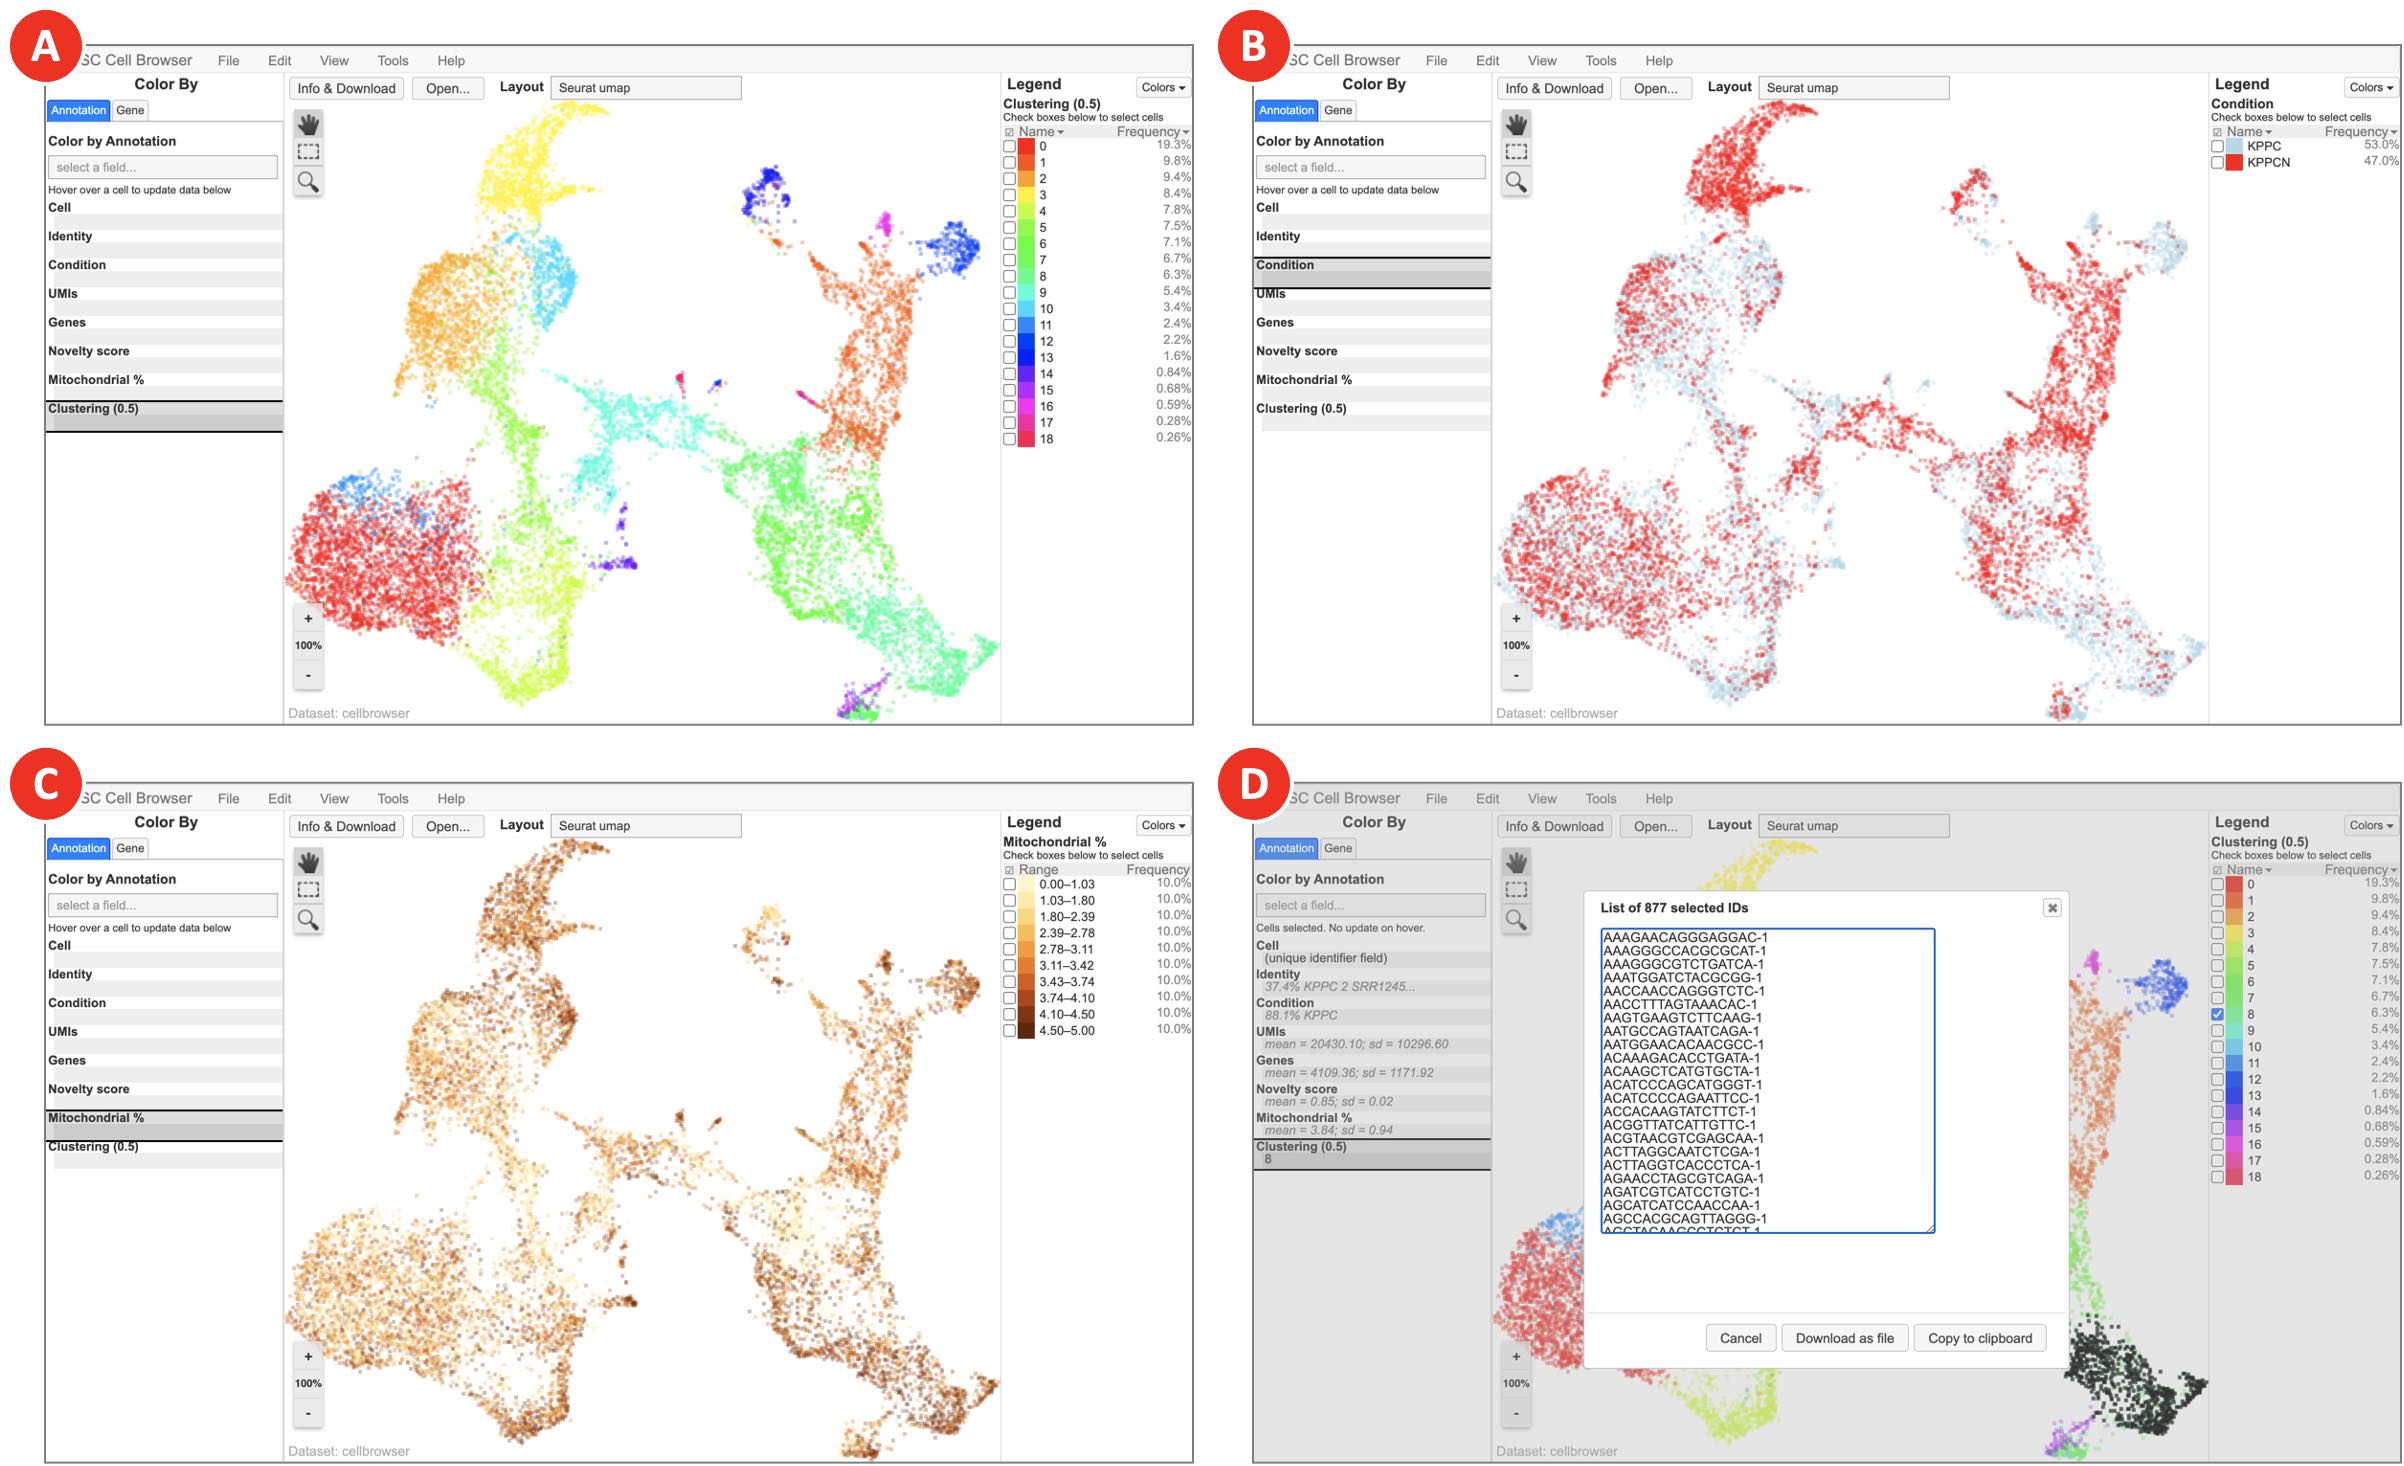 A
SC Cell Browser File Edit View Tools Help
Color By
Info & Download Open... Layout Seurat umap
Annotation Gene
Color by Annotation
select a field...
Hover over a cell to update data below
Cell
Identity
Condition
UMIs
Genes
Novelty score
Mitochondrial %
Clustering (0.5)
+
100%
-
Dataset: cellbrowser
Legend Colors
Clustering (0.5)
Check boxes below to select cells
Name Frequency
0 19.3%
1 9.8%
2 9.4%
3 8.4%
4 7.8%
5 7.5%
6 7.1%
7 6.7%
8 6.3%
9 5.4%
10 3.4%
11 2.4%
12 2.2%
13 1.6%
14 0.84%
15 0.68%
16 0.59%
17 0.28%
18 0.26%
B
SC Cell Browser File Edit View Tools Help
Color By
Info & Download Open... Layout Seurat umap
Annotation Gene
Color by Annotation
select a field...
Hover over a cell to update data below
Cell
Identity
Condition
UMIs
Genes
Novelty score
Mitochondrial %
Clustering (0.5)
+
100%
-
Dataset: cellbrowser
Legend Colors
Condition
Check boxes below to select cells
Name Frequency
KPPC 53.0%
KPPCN 47.0%
C
SC Cell Browser File Edit View Tools Help
Color By
Info & Download Open... Layout Seurat umap
Annotation Gene
Color by Annotation
select a field...
Hover over a cell to update data below
Cell
Identity
Condition
UMIs
Genes
Novelty score
Mitochondrial %
Clustering (0.5)
+
100%
-
Dataset: cellbrowser
Legend Colors
Mitochondrial %
Check boxes below to select cells
Range Frequency
0.00–1.03 10.0%
1.03–1.80 10.0%
1.80–2.39 10.0%
2.39–2.78 10.0%
2.78–3.11 10.0%
3.11–3.42 10.0%
3.43–3.74 10.0%
3.74–4.10 10.0%
4.10–4.50 10.0%
4.50–5.00 10.0%
D
SC Cell Browser File Edit View Tools Help
Color By
Info & Download Open... Layout Seurat umap
Annotation Gene
Color by Annotation
select a field...
Cells selected. No update on hover.
Cell
(unique identifier field)
Identity
37.4% KPPC 2 SRR1245...
Condition
88.1% KPPC
UMIs
mean = 20430.10; sd = 10296.60
Genes
mean = 4109.36; sd = 1171.92
Novelty score
mean = 0.85; sd = 0.02
Mitochondrial %
mean = 3.84; sd = 0.94
Clustering (0.5)
8
List of 877 selected IDs
AAAGAACAGGGAGGAC-1
AAAGGGCCACGCGCAT-1
AAAGGGCGTCTGATCA-1
AAATGGATCTACGCGG-1
AACCAACCAGGGTCTC-1
AACCTTTAGTAAACAC-1
AAGTGAAGTCTTCAAG-1
AATGCCAGTAATCAGA-1
AATGGAACACAACGCC-1
ACAAAGACACCTGATA-1
ACAAGCTCATGTGCTA-1
ACATCCCAGCATGGGT-1
ACATCCCCAGAATTCC-1
ACCACAAGTATCTTCT-1
ACGGTTATCATTGTTC-1
ACGTAACGTCGAGCAA-1
ACTTAGGCAATCTCGA-1
ACTTAGGTCACCCTCA-1
AGAACCTAGCGTCAGA-1
AGATCGTCATCCTGTC-1
AGCATCATCCAACCAA-1
AGCCACGCAGTTAGGG-1
Cancel Download as file Copy to clipboard
+
100%
-
Dataset: cellbrowser
Legend Colors
Clustering (0.5)
Check boxes below to select cells
Name Frequency
0 19.3%
1 9.8%
2 9.4%
3 8.4%
4 7.8%
5 7.5%
6 7.1%
7 6.7%
8 6.3%
9 5.4%
10 3.4%
11 2.4%
12 2.2%
13 1.6%
14 0.84%
15 0.68%
16 0.59%
17 0.28%
18 0.26%